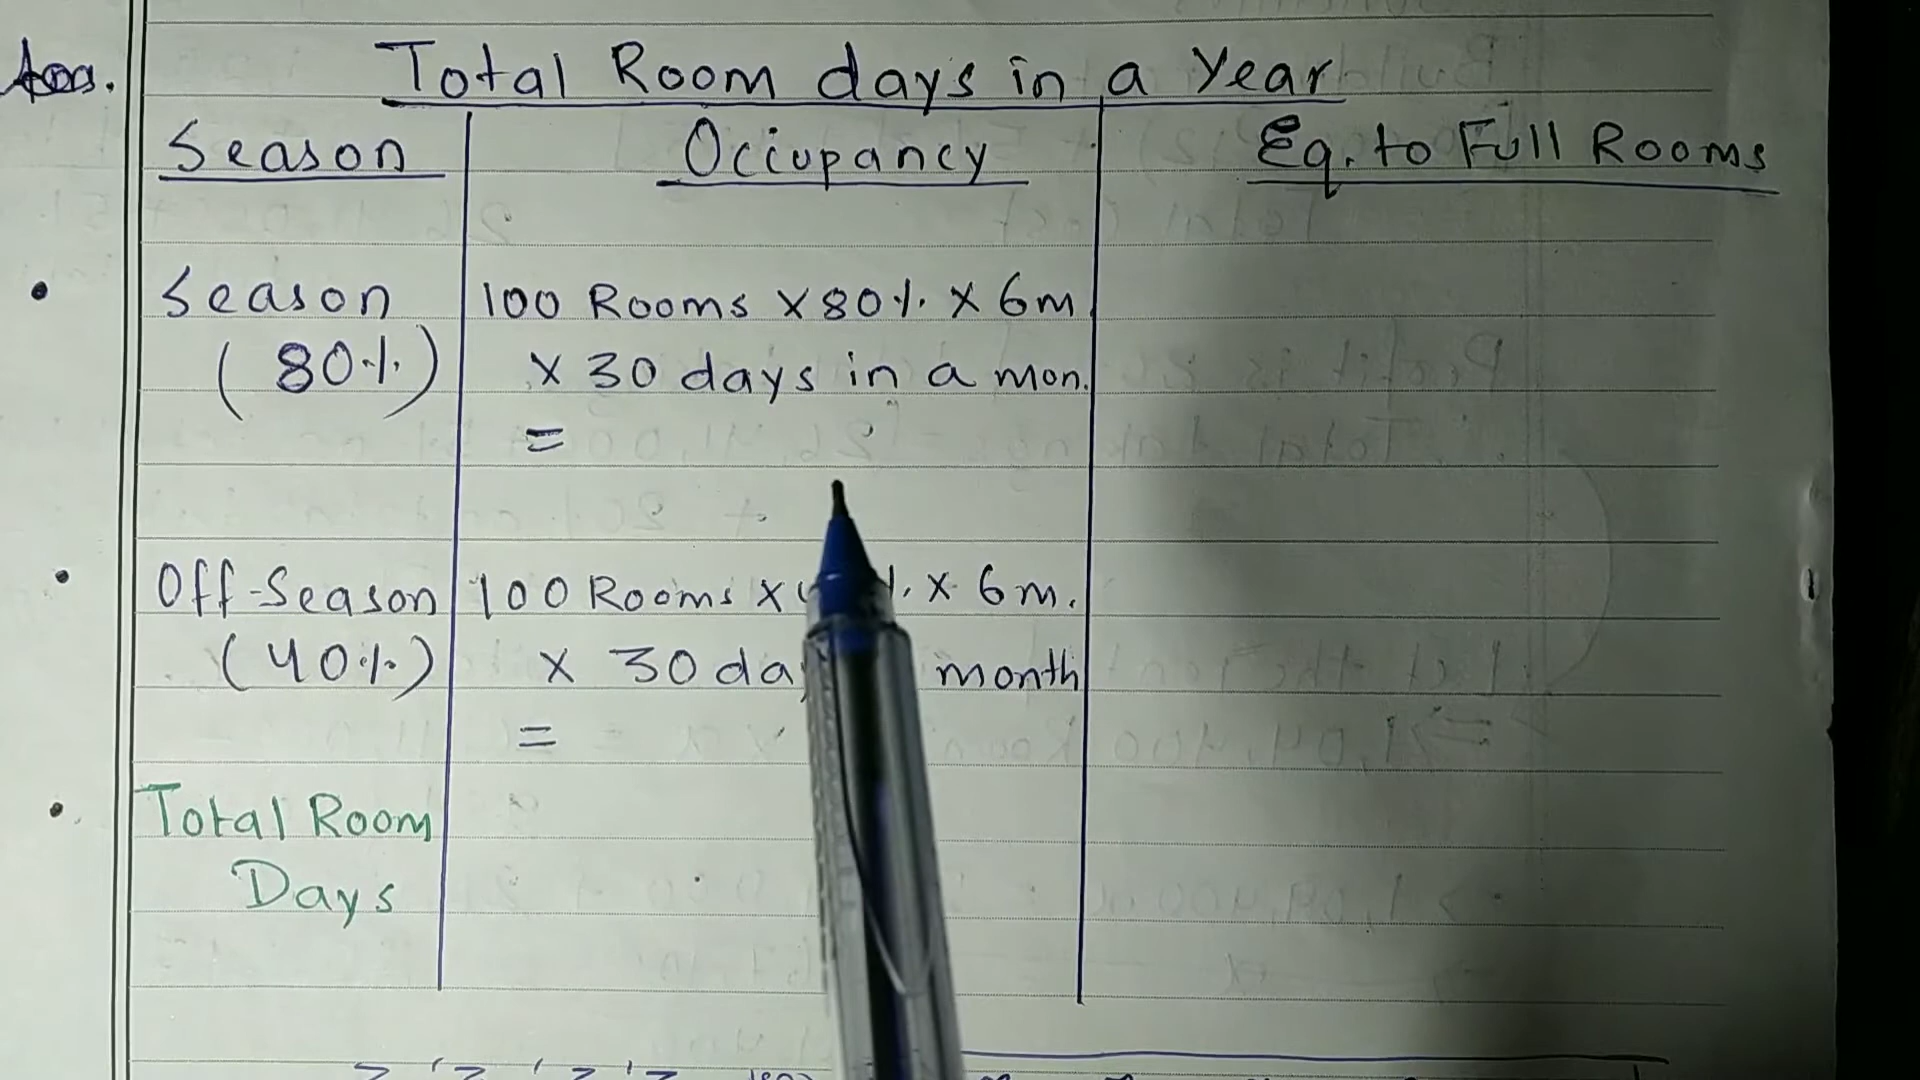 Ans.
Total Room days in a Year
Season
Occupancy
Eq. to Full Rooms
Season
(80%)
100 Rooms x 80% x 6m
x 30 days in a mon.
=
Off-Season
(40%)
100 Rooms x % x 6m.
x 30 da month
=
Total Room
Days